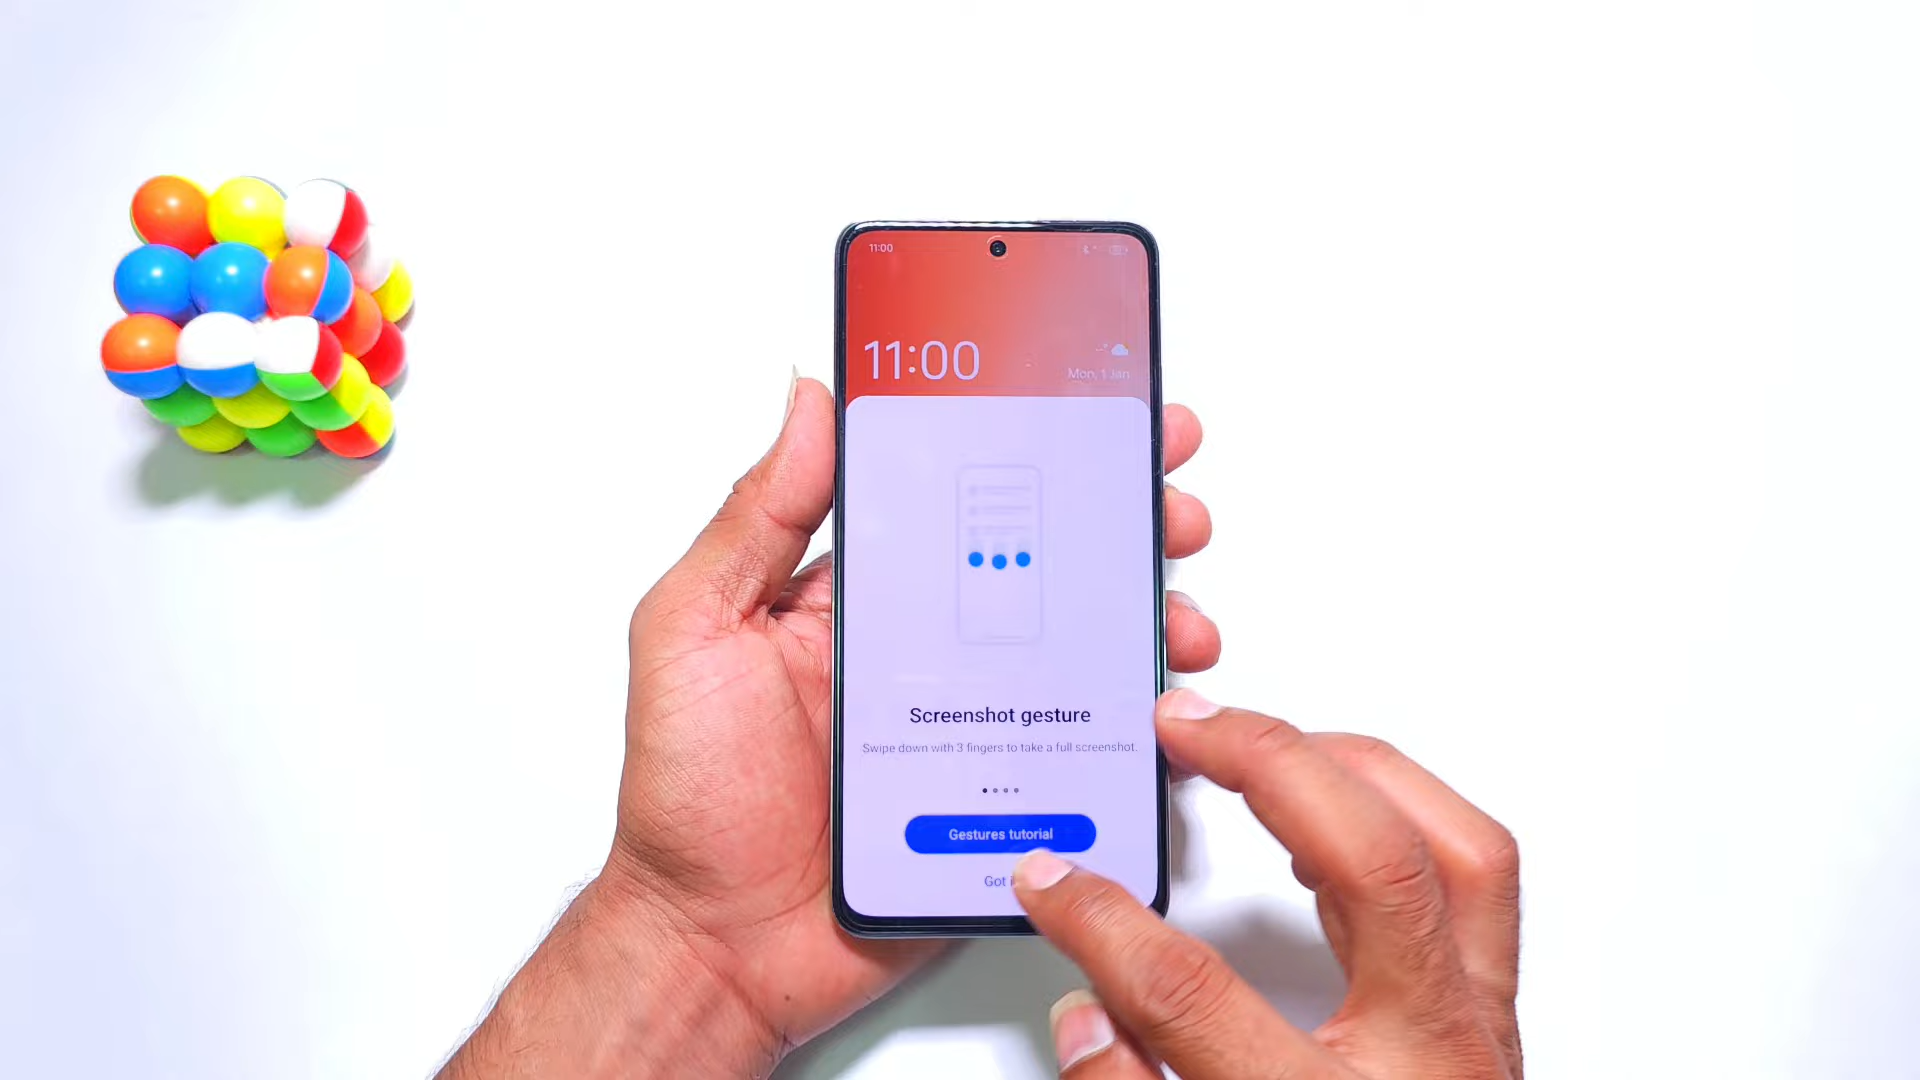 11:00
11:00
Mon, 1 Jan
Screenshot gesture
Swipe down with 3 fingers to take a full screenshot.
Gestures tutorial
Got